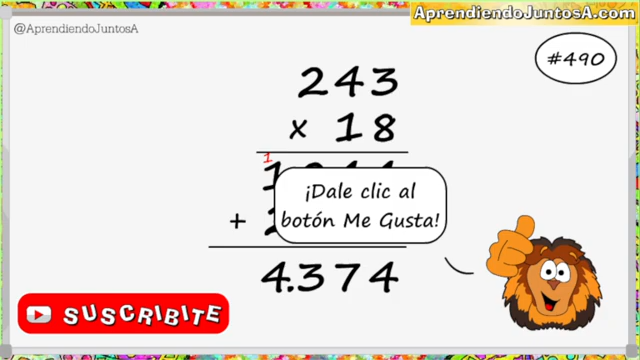 AprendiendoJuntosA.com
@AprendiendoJuntosA
#490
243
x 18
1
+
¡Dale clic al
botón Me Gusta!
4.374
SUSCRIBITE